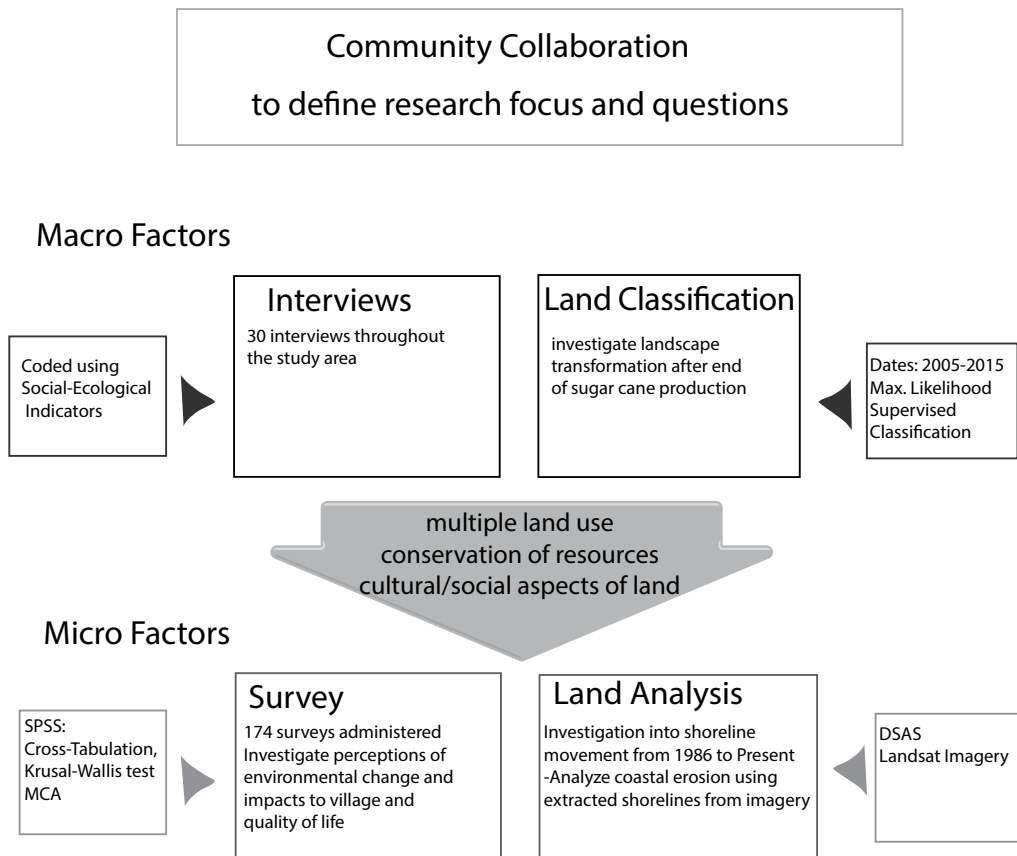 Community Collaboration
to define research focus and questions
Macro Factors
Coded using
Social-Ecological
Indicators
Interviews
30 interviews throughout
the study area
Land Classification
investigate landscape
transformation after end
of sugar cane production
Dates: 2005-2015
Max. Likelihood
Supervised
Classification
multiple land use
conservation of resources
cultural/social aspects of land
Micro Factors
SPSS:
Cross-Tabulation,
Krusal-Wallis test
MCA
Survey
174 surveys administered
Investigate perceptions of
environmental change and
impacts to village and
quality of life
Land Analysis
Investigation into shoreline
movement from 1986 to Present
-Analyze coastal erosion using
extracted shorelines from imagery
DSAS
Landsat Imagery